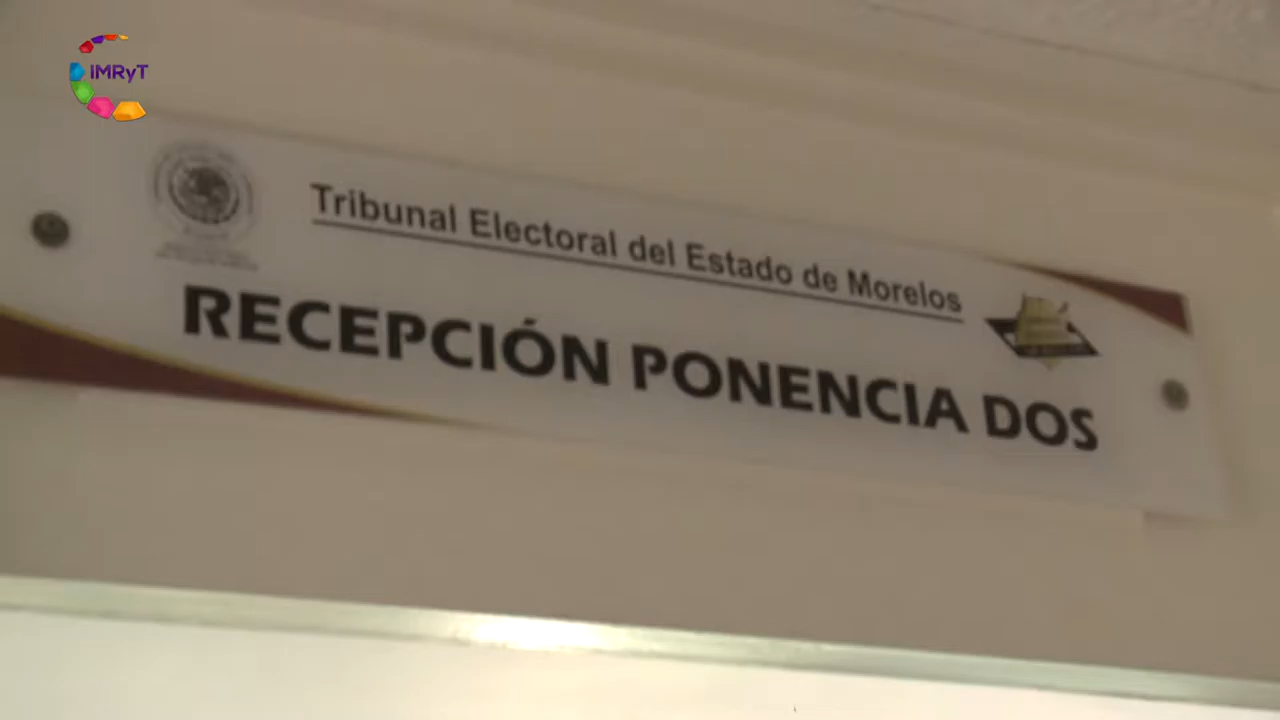 IMRyT
Tribunal Electoral del Estado de Morelos
RECEPCIÓN PONENCIA DOS